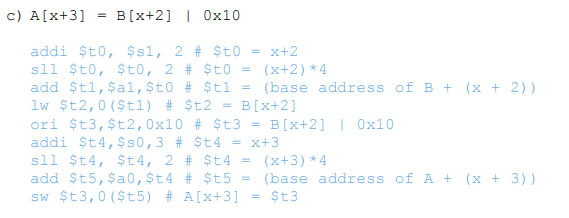 c) A[x+3] = B[x+2] | 0x10
addi $t0, $s1, 2 # $t0 = x+2
sll $t0, $t0, 2 # $t0 = (x+2)*4
add $t1,$a1,$t0 # $t1 = (base address of B + (x + 2))
lw $t2,0($t1) # $t2 = B[x+2]
ori $t3,$t2,0x10 # $t3 = B[x+2] | 0x10
addi $t4,$s0,3 # $t4 = x+3
sll $t4, $t4, 2 # $t4 = (x+3)*4
add $t5,$a0,$t4 # $t5 = (base address of A + (x + 3))
sw $t3,0($t5) # A[x+3] = $t3